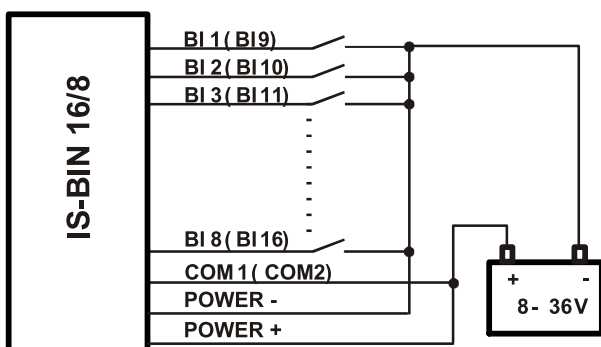 IS-BIN 16/8
BI 1 ( BI9)
BI 2 ( BI10)
BI 3 ( BI11)
BI 8 ( BI16)
COM 1 ( COM2)
POWER -
POWER +
+ -
8 - 36V